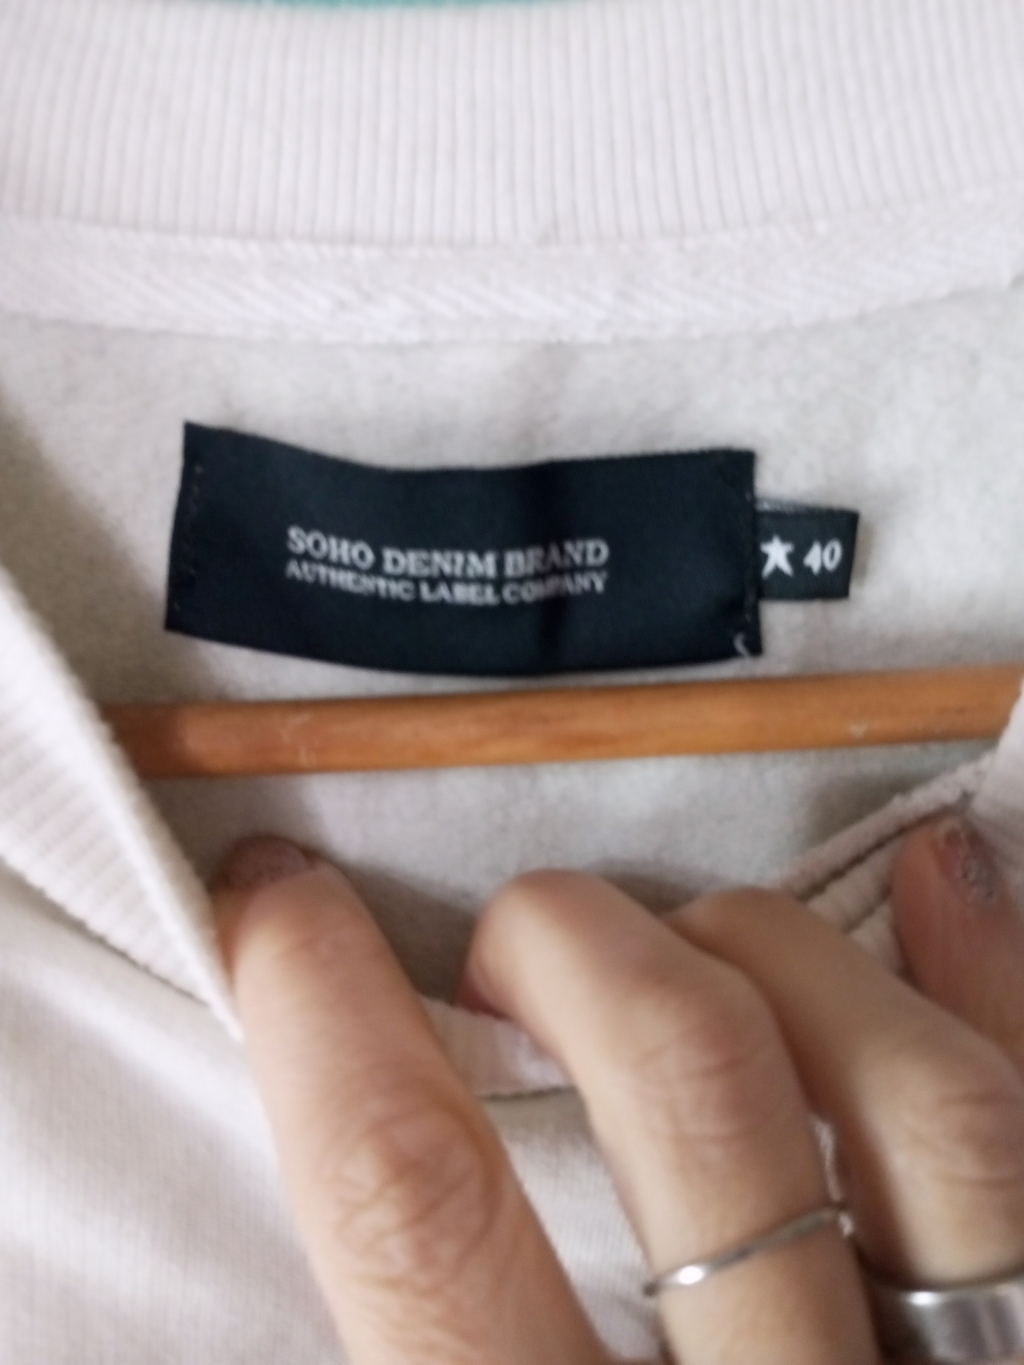 SOHO DENIM BRAND
AUTHENTIC LABEL COMPANY
★ 40